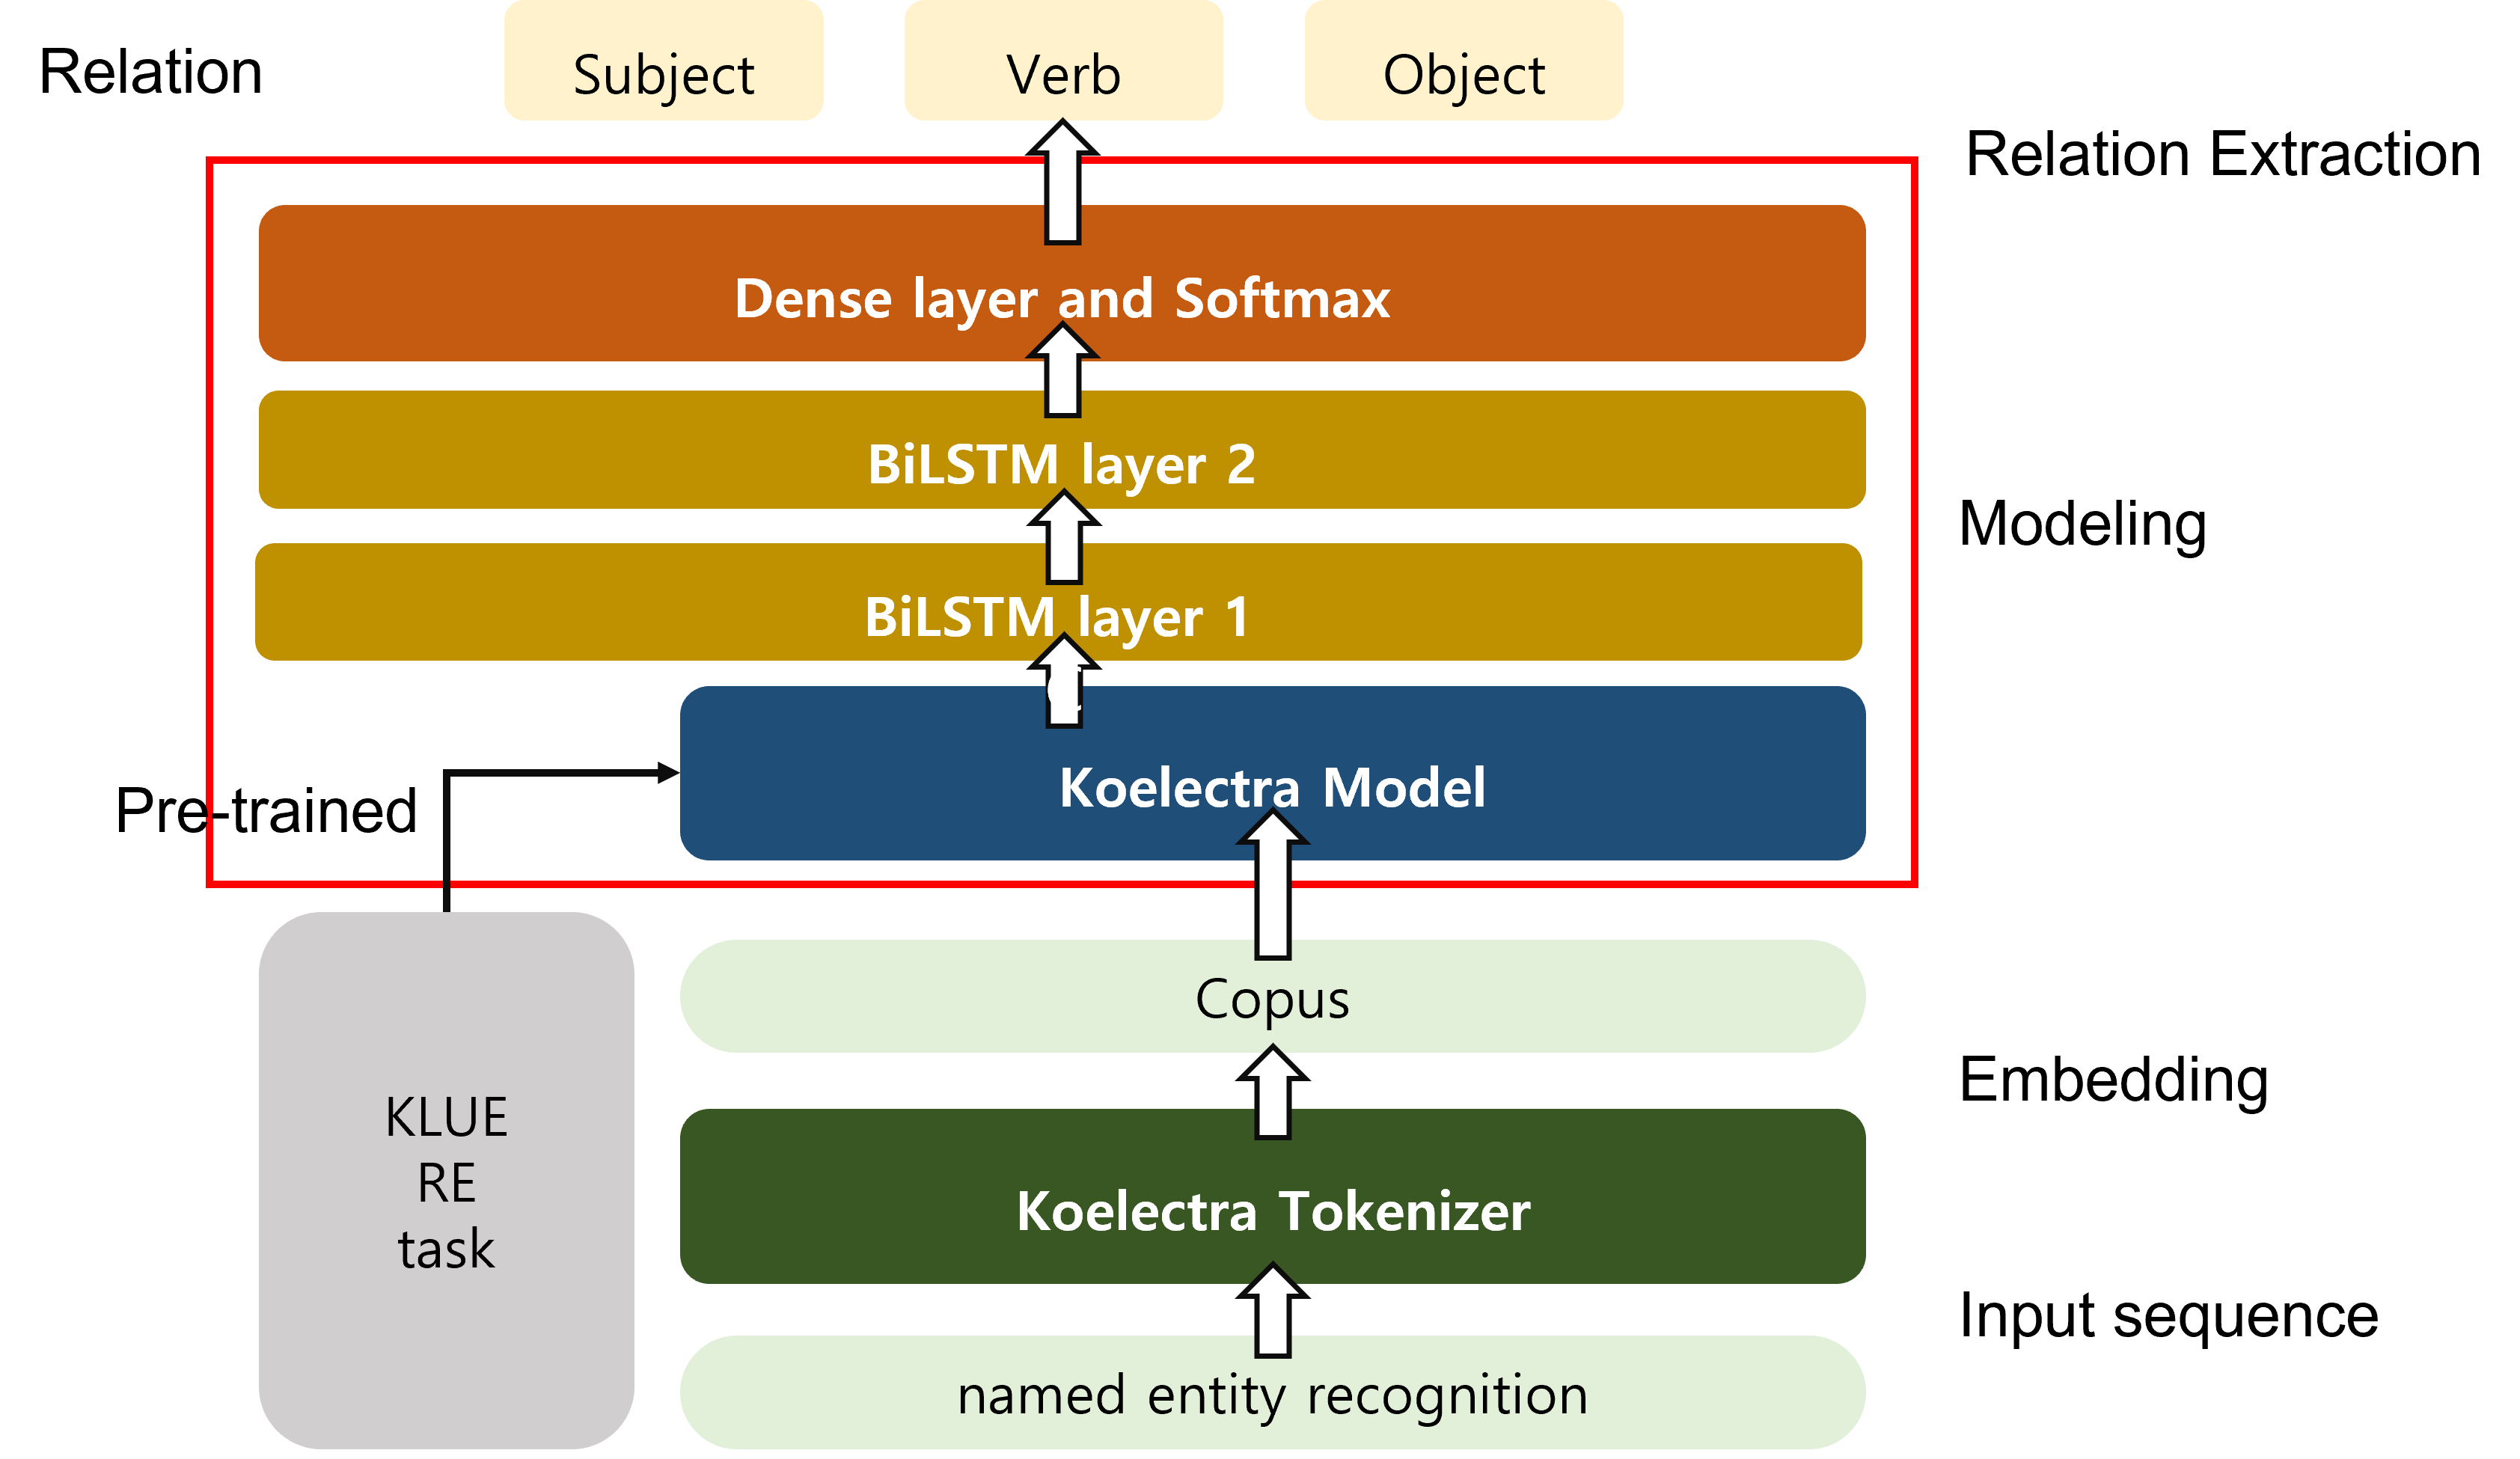 Relation
Subject
Verb
Object
Relation Extraction
Dense layer and Softmax
BiLSTM layer 2
Modeling
BiLSTM layer 1
Koelectra Model
Pre-trained
Copus
Embedding
KLUE
RE
task
Koelectra Tokenizer
Input sequence
named entity recognition